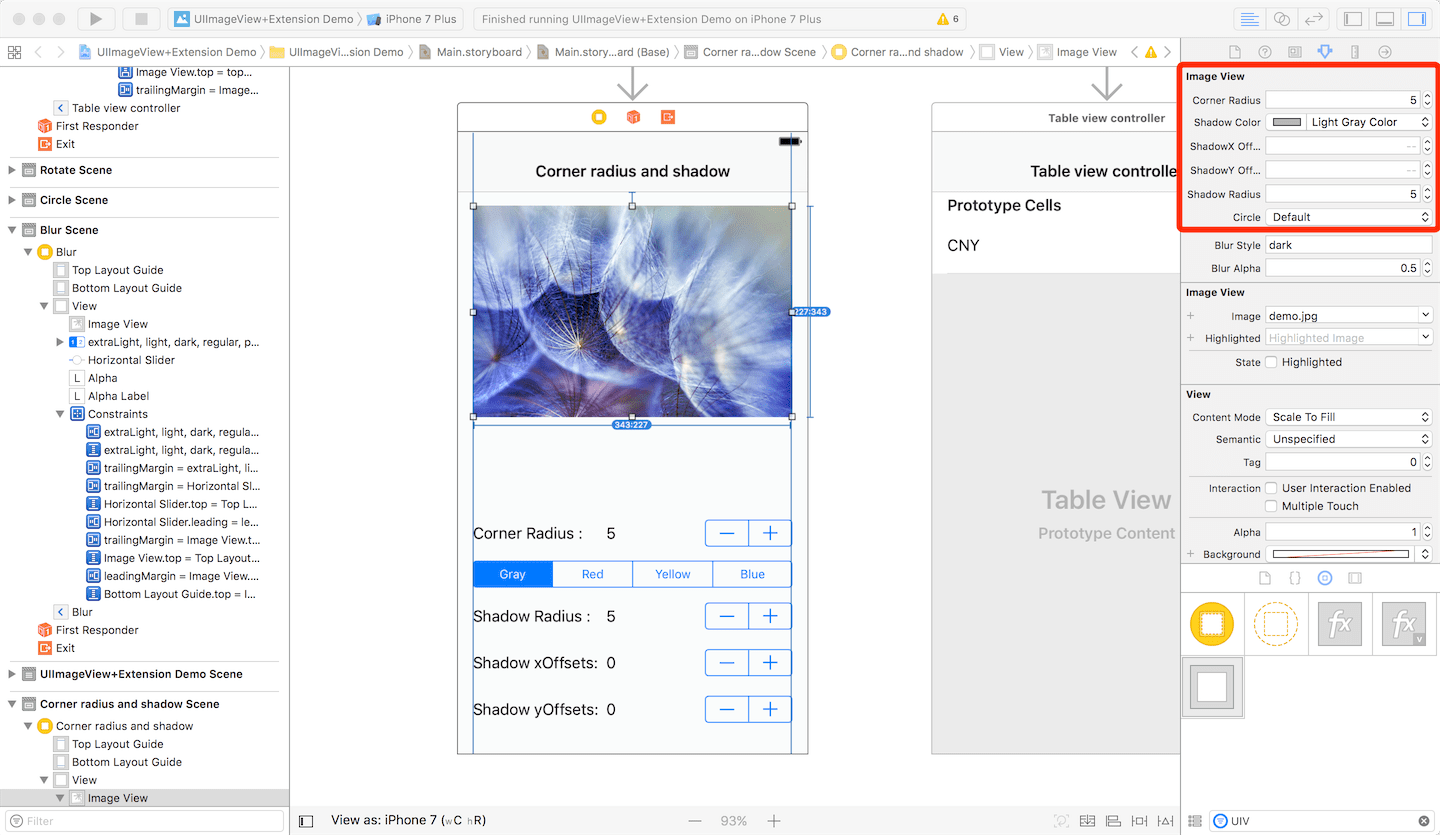 UIImageView+Extension Demo iPhone 7 Plus
Finished running UIImageView+Extension Demo on iPhone 7 Plus
6
UIImageView+Extension Demo
UIImageVi...sion Demo
Main.storyboard
Main.story...ard (Base)
Corner ra...dow Scene
Corner ra...nd shadow
View
Image View
Image View.top = top...
trailingMargin = Image...
Table view controller
First Responder
Exit
Rotate Scene
Circle Scene
Blur Scene
Blur
Top Layout Guide
Bottom Layout Guide
View
Image View
extraLight, light, dark, regular, p...
Horizontal Slider
L Alpha
L Alpha Label
Constraints
extraLight, light, dark, regula...
extraLight, light, dark, regula...
trailingMargin = extraLight, li...
trailingMargin = Horizontal Sl...
Horizontal Slider.top = Top L...
Horizontal Slider.leading = le...
trailingMargin = Image View.t...
Image View.top = Top Layout...
leadingMargin = Image View....
Bottom Layout Guide.top = I...
Blur
First Responder
Exit
UIImageView+Extension Demo Scene
Corner radius and shadow Scene
Corner radius and shadow
Top Layout Guide
Bottom Layout Guide
View
Image View
Filter
Corner radius and shadow
227:343
343:227
Corner Radius : 5
Gray Red Yellow Blue
Shadow Radius : 5
Shadow xOffsets: 0
Shadow yOffsets: 0
Table view controller
Table view controlle
Prototype Cells
CNY
Table View
Prototype Content
View as: iPhone 7 (wC hR)
93%
Image View
Corner Radius 5
Shadow Color Light Gray Color
ShadowX Off... --
ShadowY Off... --
Shadow Radius 5
Circle Default
Blur Style dark
Blur Alpha 0.5
Image View
Image demo.jpg
Highlighted Highlighted Image
State Highlighted
View
Content Mode Scale To Fill
Semantic Unspecified
Tag 0
Interaction User Interaction Enabled
Multiple Touch
Alpha 1
Background
{}
fx
fx v
UIV